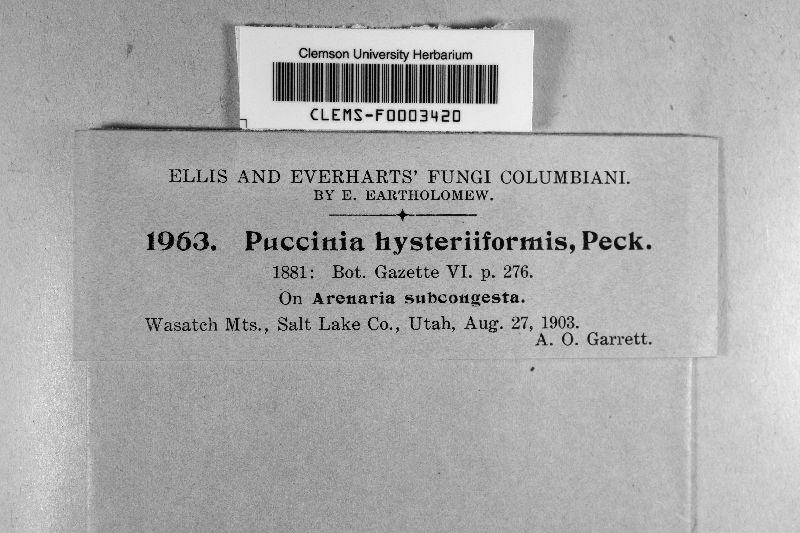 Clemson University Herbarium
CLEMS-F0003420
ELLIS AND EVERHARTS' FUNGI COLUMBIANI.
BY E. EARTHOLOMEW.
1963. Puccinia hysteriiformis, Peck.
1881: Bot. Gazette VI. p. 276.
On Arenaria subcongesta.
Wasatch Mts., Salt Lake Co., Utah, Aug. 27, 1903.
A. O. Garrett.